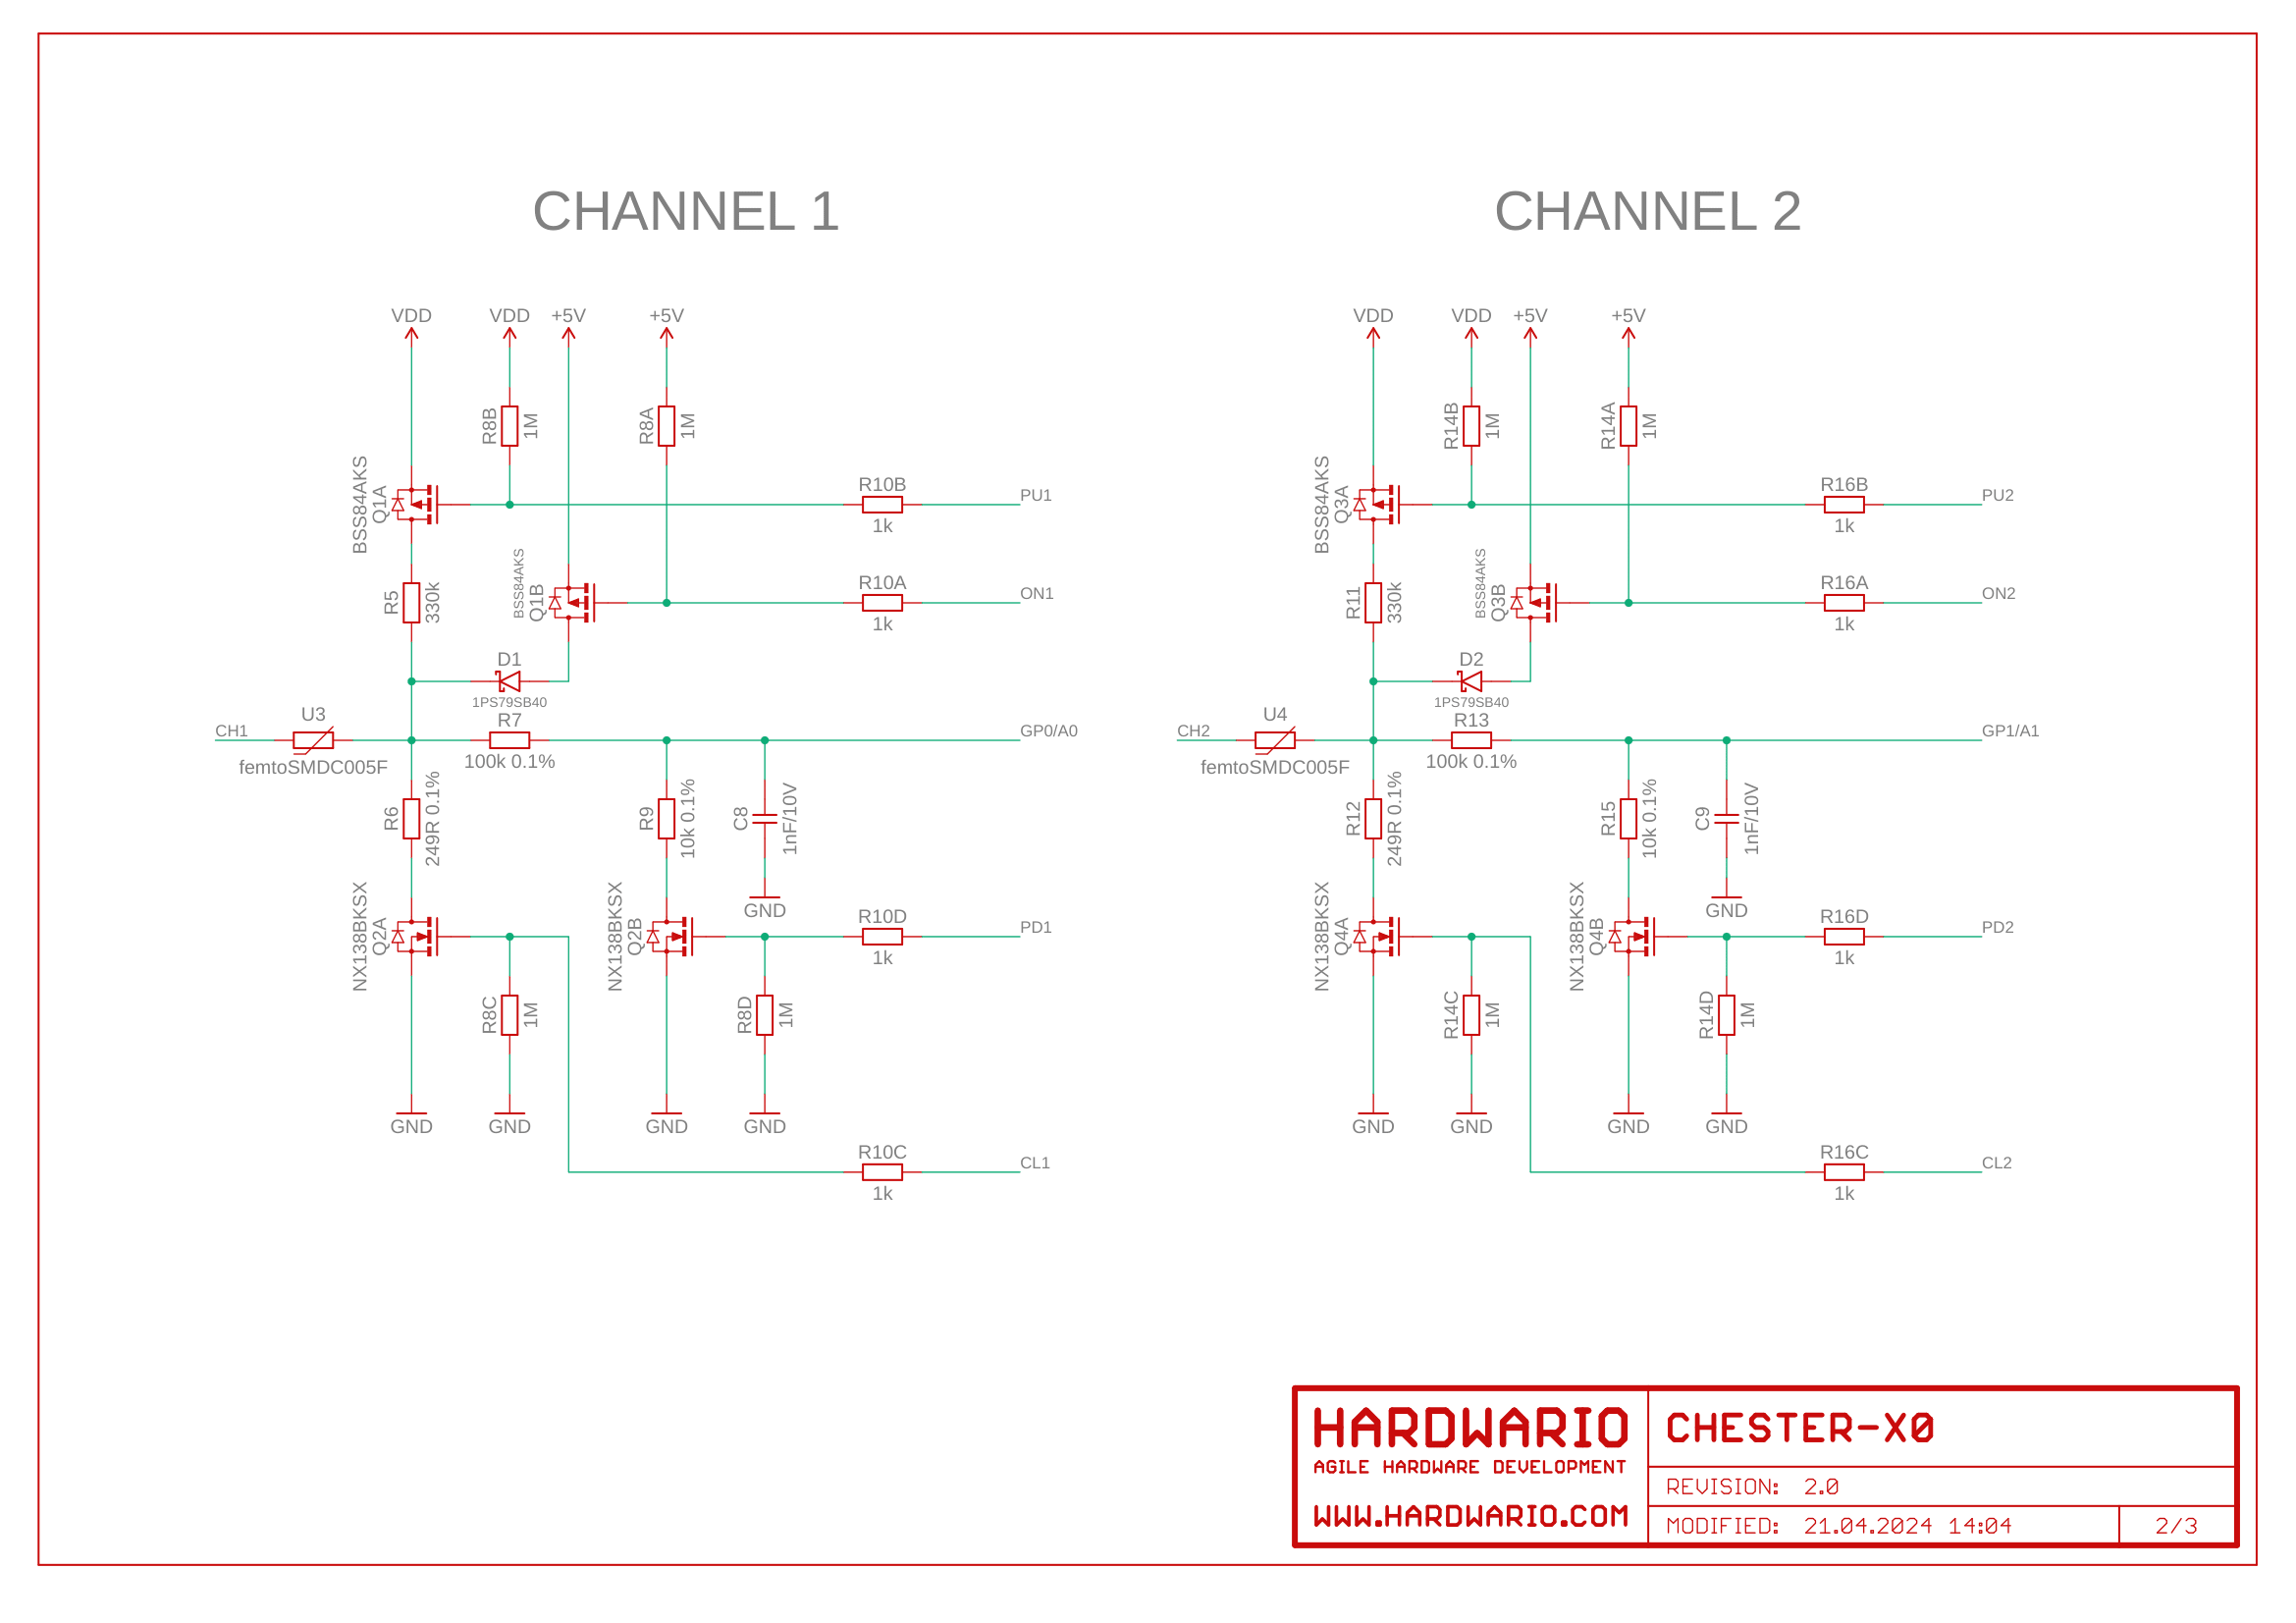 CHANNEL 1
VDD
VDD
+5V
+5V
R8B
1M
R8A
1M
BSS84AKS
Q1A
R10B
1k
PU1
R5
330k
BSS84AKS
Q1B
R10A
1k
ON1
D1
1PS79SB40
CH1
U3
femtoSMDC005F
R7
100k 0.1%
GP0/A0
R6
249R 0.1%
R9
10k 0.1%
C8
1nF/10V
GND
NX138BKSX
Q2A
NX138BKSX
Q2B
R10D
1k
PD1
R8C
1M
R8D
1M
GND
GND
GND
GND
R10C
1k
CL1
CHANNEL 2
VDD
VDD
+5V
+5V
R14B
1M
R14A
1M
BSS84AKS
Q3A
R16B
1k
PU2
R11
330k
BSS84AKS
Q3B
R16A
1k
ON2
D2
1PS79SB40
CH2
U4
femtoSMDC005F
R13
100k 0.1%
GP1/A1
R12
249R 0.1%
R15
10k 0.1%
C9
1nF/10V
GND
NX138BKSX
Q4A
NX138BKSX
Q4B
R16D
1k
PD2
R14C
1M
R14D
1M
GND
GND
GND
GND
R16C
1k
CL2
HARDWARIO
AGILE HARDWARE DEVELOPMENT
WWW.HARDWARIO.COM
CHESTER-X0
REVISION: 2.0
MODIFIED: 21.04.2024 14:04
2/3